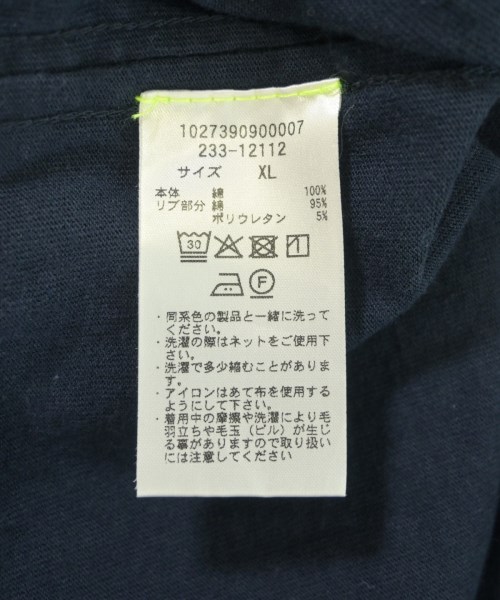 1027390900007
233-12112
サイズ XL
本体 綿 100%
リブ部分 綿 95%
ポリウレタン 5%
30
F
・同系色の製品と一緒に洗って
ください。
・洗濯の際はネットをご使用下
さい。
・洗濯で多少縮むことがありま
す。
・アイロンはあて布を使用する
ようにして下さい。
・着用中の摩擦や洗濯により毛
羽立ちや毛玉（ピル）が生じ
る事がありますので取り扱い
には注意してください